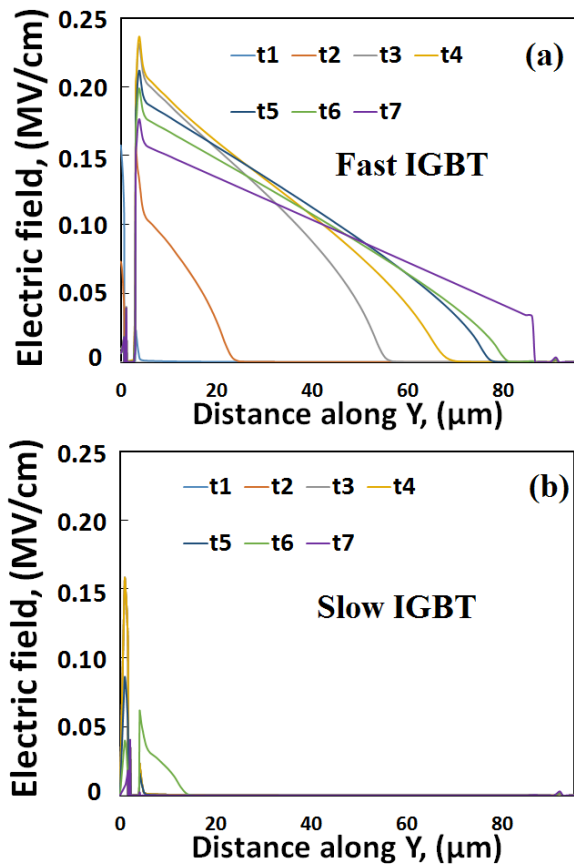 0.25
t1 t2 t3 t4
(a)
0.20
t5 t6 t7
0.15
Fast IGBT
0.10
0.05
0
0 20 40 60 80
Electric field, (MV/cm)
Distance along Y, (μm)
0.25
t1 t2 t3 t4
(b)
0.20
t5 t6 t7
0.15
Slow IGBT
0.10
0.05
0
0 20 40 60 80
Electric field, (MV/cm)
Distance along Y, (μm)